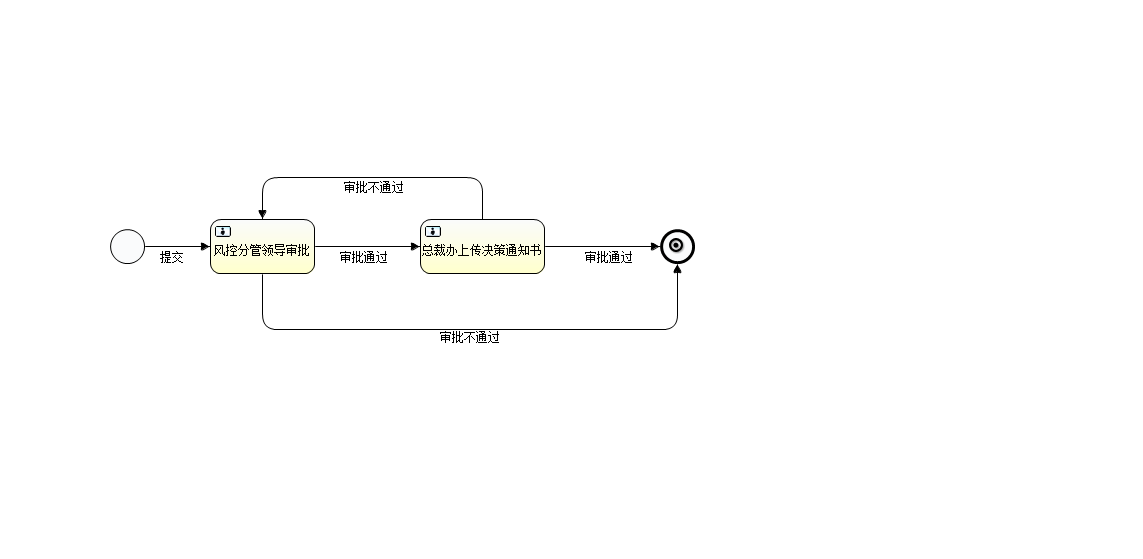 审批不通过
风控分管领导审批
总裁办上传决策通知书
提交
审批通过
审批通过
审批不通过